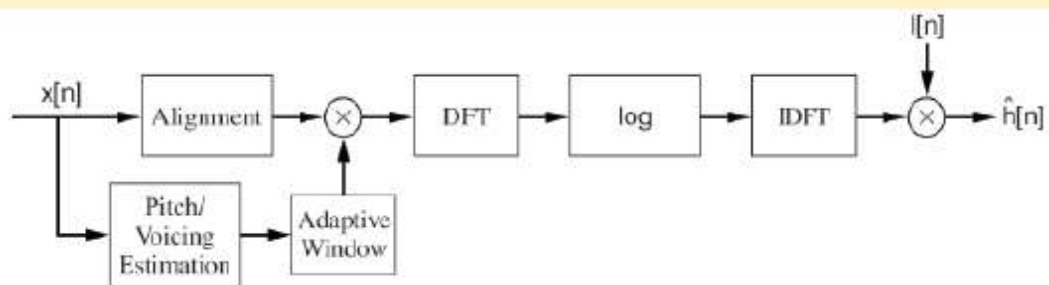 l[n]
x[n]
Alignment
×
DFT
log
IDFT
×
ĥ[n]
Pitch/
Voicing
Estimation
Adaptive
Window